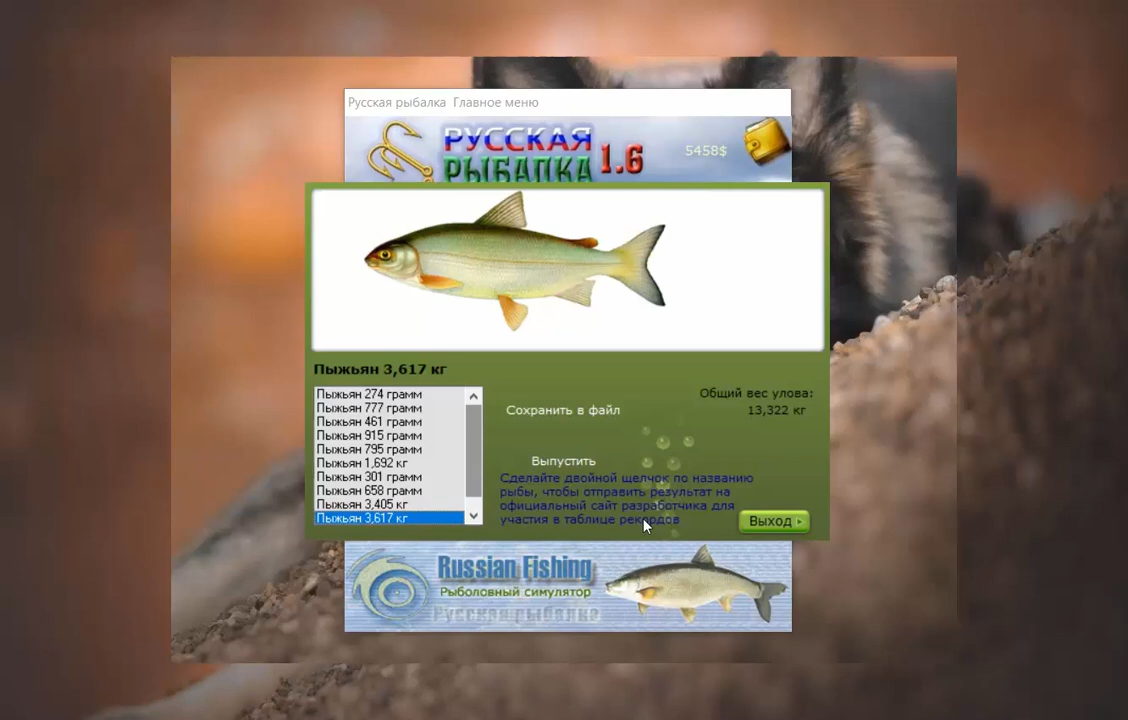 Русская рыбалка Главное меню
РУССКАЯ
РЫБАЛКА 1.6
5458$
Пыжьян 3,617 кг
Пыжьян 274 грамм
Пыжьян 777 грамм
Пыжьян 461 грамм
Пыжьян 915 грамм
Пыжьян 795 грамм
Пыжьян 1,692 кг
Пыжьян 301 грамм
Пыжьян 658 грамм
Пыжьян 3,405 кг
Пыжьян 3,617 кг
Общий вес улова:
13,322 кг
Сохранить в файл
Выпустить
Сделайте двойной щелчок по названию
рыбы, чтобы отправить результат на
официальный сайт разработчика для
участия в таблице рекордов
Выход
Russian Fishing
Рыболовный симулятор
Русская рыбалка